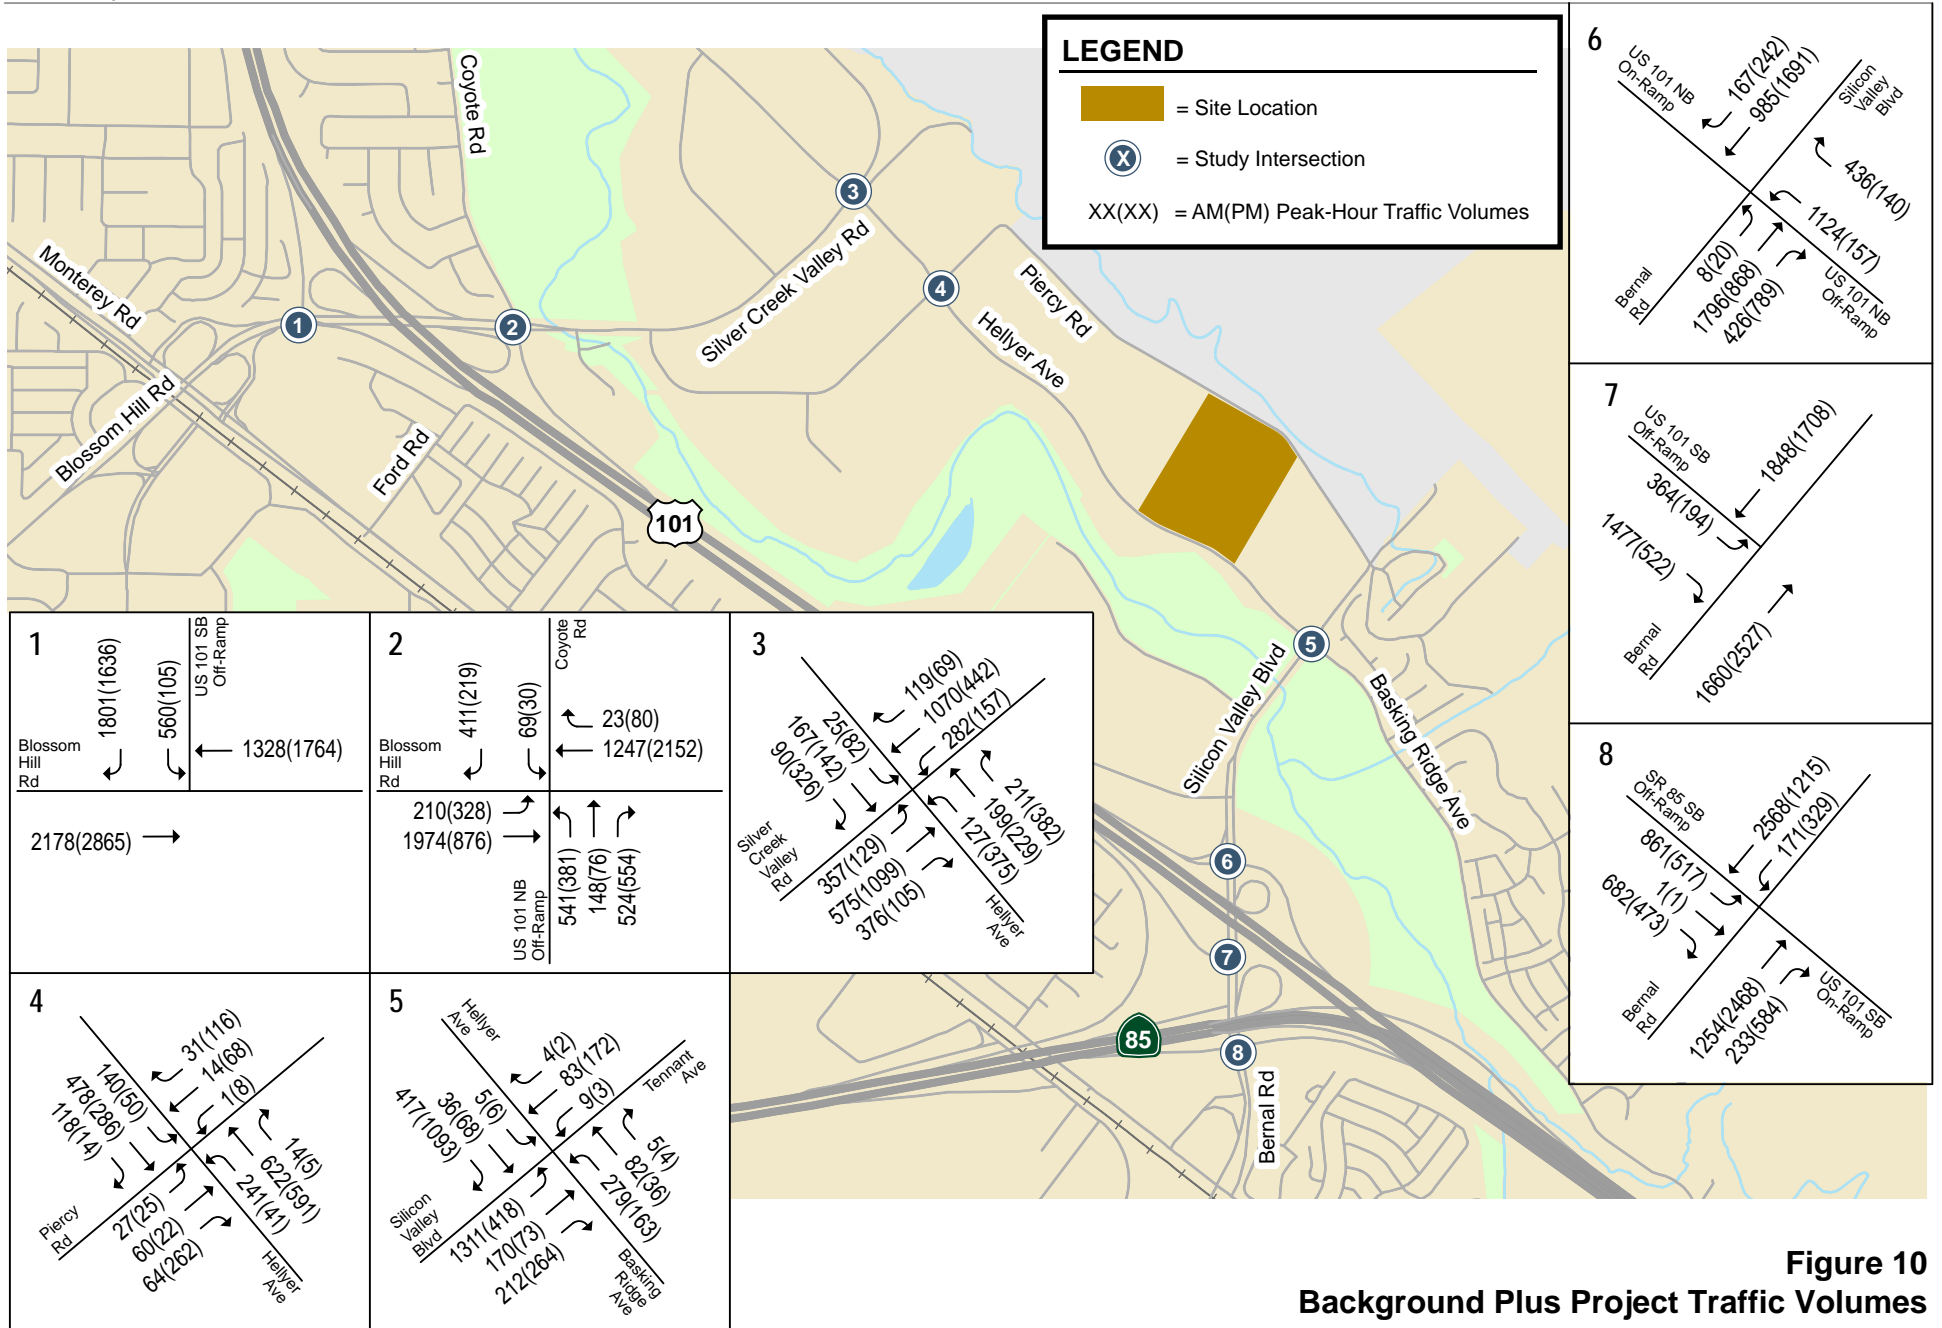 LEGEND
= Site Location
X = Study Intersection
XX(XX) = AM(PM) Peak-Hour Traffic Volumes
Coyote Rd
Monterey Rd
Blossom Hill Rd
Ford Rd
Silver Creek Valley Rd
Piercy Rd
Hellyer Ave
Silicon Valley Blvd
Basking Ridge Ave
Bernal Rd
101
85
1
2
3
4
5
6
7
8
1
1801(1636)
560(105)
US 101 SB
Off-Ramp
Blossom
Hill
Rd
1328(1764)
2178(2865)
2
411(219)
69(30)
Coyote
Rd
Blossom
Hill
Rd
23(80)
1247(2152)
210(328)
1974(876)
US 101 NB
Off-Ramp
541(381)
148(76)
524(554)
3
119(69)
1070(442)
282(157)
25(82)
167(142)
90(326)
Silver
Creek
Valley
Rd
357(129)
575(1099)
376(105)
211(382)
199(229)
127(375)
Hellyer
Ave
4
31(116)
14(68)
1(8)
140(50)
478(286)
118(14)
Piercy
Rd
27(25)
60(22)
64(262)
14(5)
622(591)
241(41)
Hellyer
Ave
5
Hellyer
Ave
4(2)
83(172)
9(3)
Tennant
Ave
5(6)
36(68)
417(1093)
Silicon
Valley
Blvd
1311(418)
170(73)
212(264)
5(4)
82(36)
279(163)
Basking
Ridge
Ave
6
US 101 NB
On-Ramp
167(242)
985(1691)
Silicon
Valley
Blvd
436(140)
1124(157)
Bernal
Rd
8(20)
1796(868)
426(789)
US 101 NB
Off-Ramp
7
US 101 SB
Off-Ramp
1848(1708)
364(194)
1477(522)
Bernal
Rd
1660(2527)
8
SR 85 SB
Off-Ramp
2568(1215)
171(329)
861(517)
1(1)
682(473)
Bernal
Rd
1254(2468)
233(584)
US 101 SB
On-Ramp
Figure 10
Background Plus Project Traffic Volumes